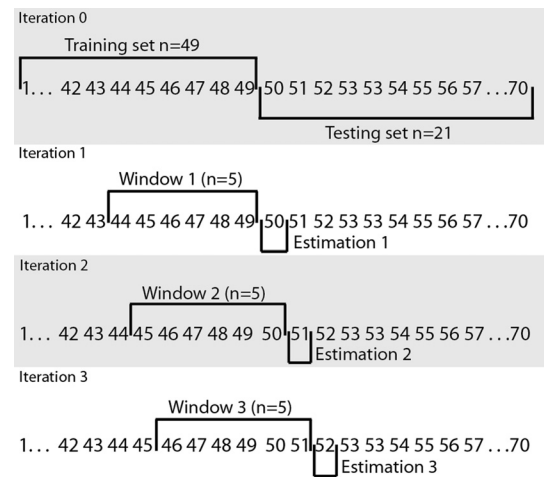 Iteration 0
Training set n=49
1... 42 43 44 45 46 47 48 49 50 51 52 53 53 54 55 56 57 ...70
Testing set n=21
Iteration 1
Window 1 (n=5)
1... 42 43 44 45 46 47 48 49 50 51 52 53 53 54 55 56 57 ...70
Estimation 1
Iteration 2
Window 2 (n=5)
1... 42 43 44 45 46 47 48 49 50 51 52 53 53 54 55 56 57 ...70
Estimation 2
Iteration 3
Window 3 (n=5)
1... 42 43 44 45 46 47 48 49 50 51 52 53 53 54 55 56 57 ...70
Estimation 3